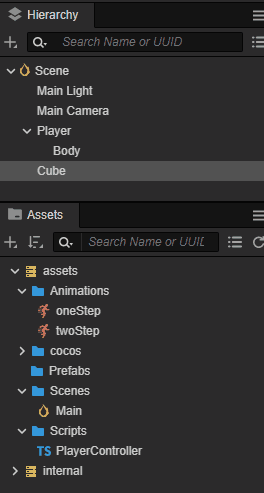 Hierarchy
Search Name or UUID
Scene
Main Light
Main Camera
Player
Body
Cube
Assets
Search Name or UUID
assets
Animations
oneStep
twoStep
cocos
Prefabs
Scenes
Main
Scripts
TS PlayerController
internal